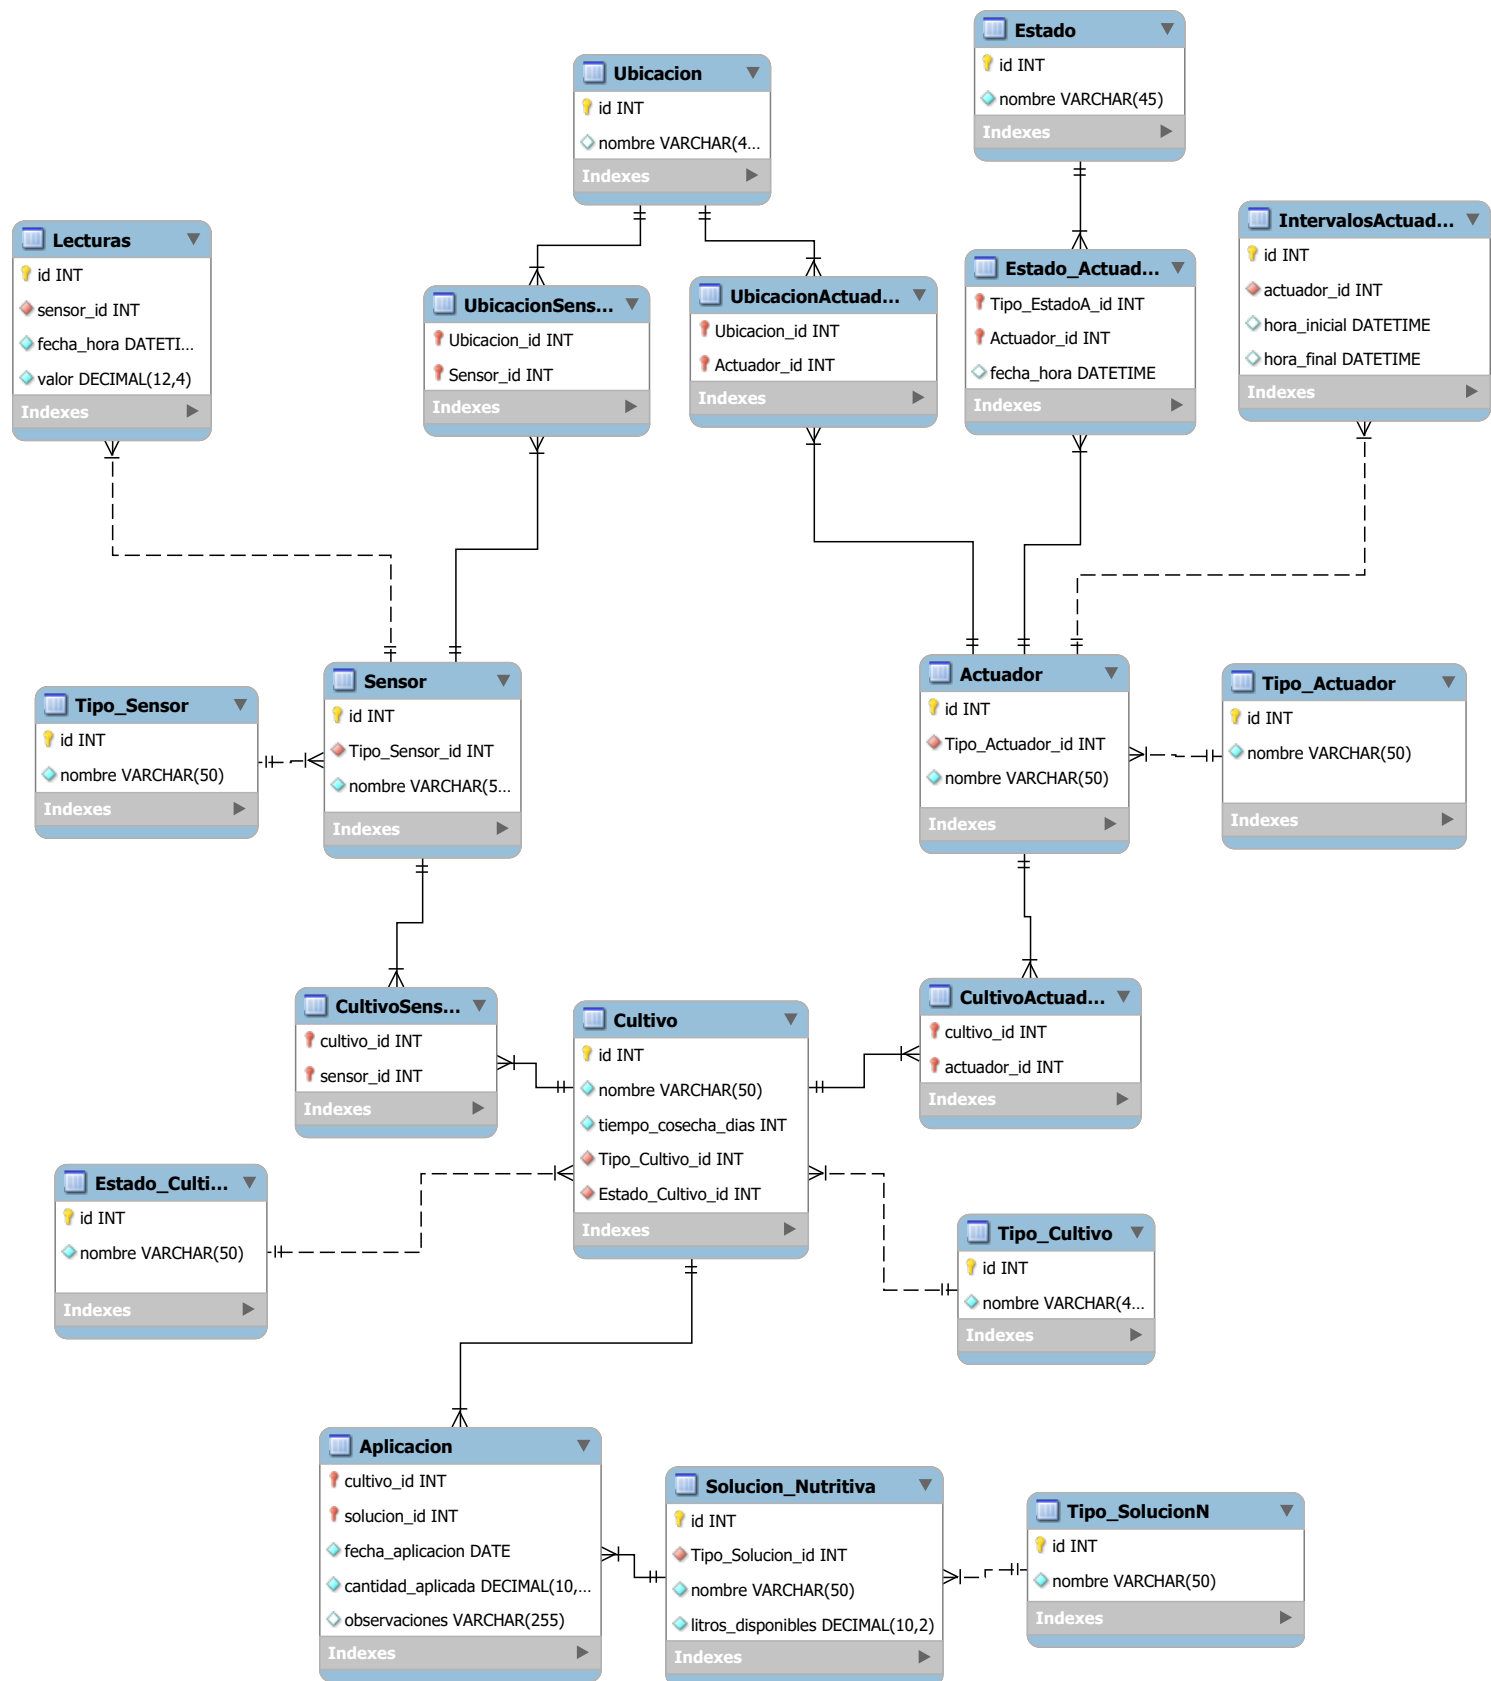 Estado
id INT
nombre VARCHAR(45)
Indexes
Ubicacion
id INT
nombre VARCHAR(4...
Indexes
Lecturas
id INT
sensor_id INT
fecha_hora DATETI...
valor DECIMAL(12,4)
Indexes
UbicacionSens...
Ubicacion_id INT
Sensor_id INT
Indexes
UbicacionActuad...
Ubicacion_id INT
Actuador_id INT
Indexes
Estado_Actuad...
Tipo_EstadoA_id INT
Actuador_id INT
fecha_hora DATETIME
Indexes
IntervalosActuad...
id INT
actuador_id INT
hora_inicial DATETIME
hora_final DATETIME
Indexes
Tipo_Sensor
id INT
nombre VARCHAR(50)
Indexes
Sensor
id INT
Tipo_Sensor_id INT
nombre VARCHAR(5...
Indexes
Actuador
id INT
Tipo_Actuador_id INT
nombre VARCHAR(50)
Indexes
Tipo_Actuador
id INT
nombre VARCHAR(50)
Indexes
CultivoSens...
cultivo_id INT
sensor_id INT
Indexes
Cultivo
id INT
nombre VARCHAR(50)
tiempo_cosecha_dias INT
Tipo_Cultivo_id INT
Estado_Cultivo_id INT
Indexes
CultivoActuad...
cultivo_id INT
actuador_id INT
Indexes
Estado_Culti...
id INT
nombre VARCHAR(50)
Indexes
Tipo_Cultivo
id INT
nombre VARCHAR(4...
Indexes
Aplicacion
cultivo_id INT
solucion_id INT
fecha_aplicacion DATE
cantidad_aplicada DECIMAL(10,...
observaciones VARCHAR(255)
Indexes
Solucion_Nutritiva
id INT
Tipo_Solucion_id INT
nombre VARCHAR(50)
litros_disponibles DECIMAL(10,2)
Indexes
Tipo_SolucionN
id INT
nombre VARCHAR(50)
Indexes